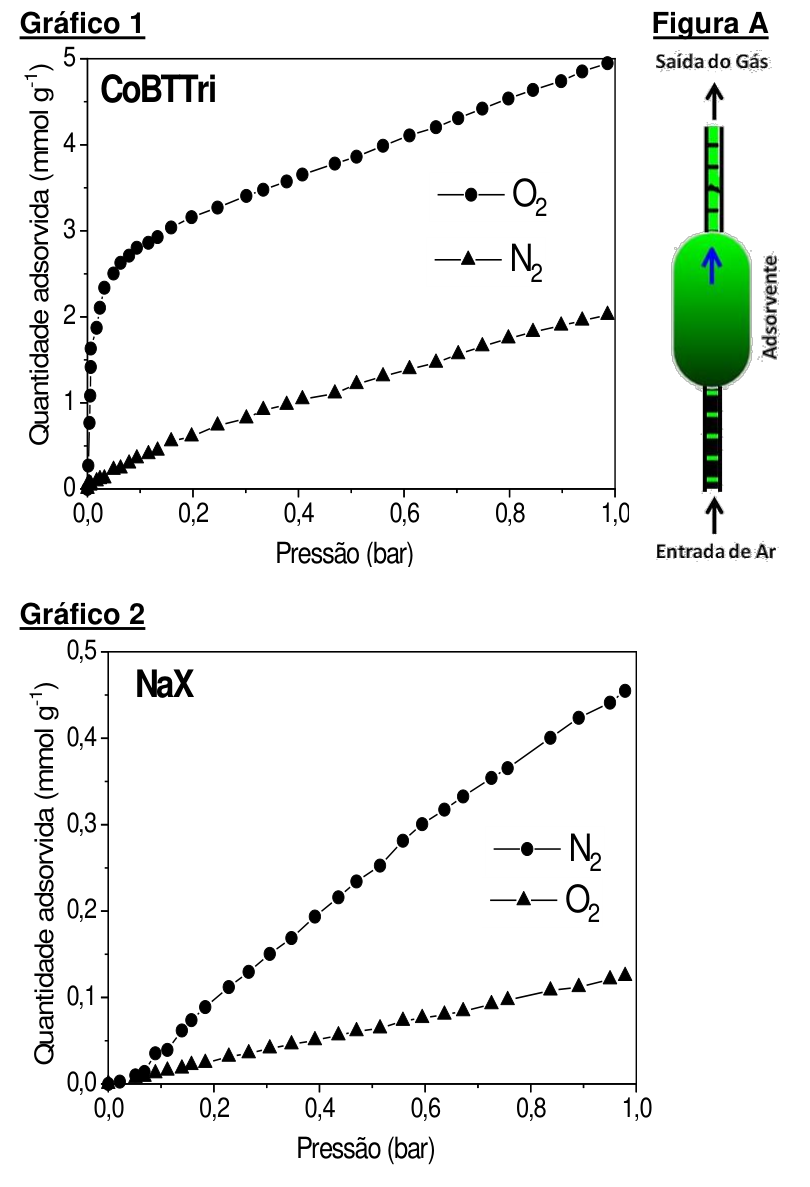 Gráfico 1
Figura A
CoBTTri
Quantidade adsorvida (mmol g⁻¹)
5
4
3
2
1
0
O₂
N₂
0,0 0,2 0,4 0,6 0,8 1,0
Pressão (bar)
Saída do Gás
Adsorvente
Entrada de Ar
Gráfico 2
NaX
Quantidade adsorvida (mmol g⁻¹)
0,5
0,4
0,3
0,2
0,1
0,0
N₂
O₂
0,0 0,2 0,4 0,6 0,8 1,0
Pressão (bar)